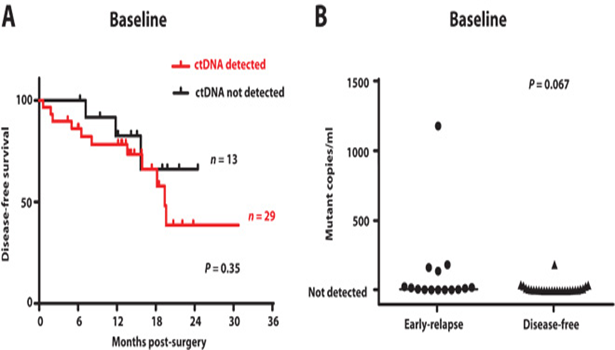 A
Baseline
ctDNA detected
ctDNA not detected
Disease-free survival
100
50
0
n = 13
n = 29
P = 0.35
0 6 12 18 24 30 36
Months post-surgery
B
Baseline
P = 0.067
Mutant copies/ml
1500
1000
500
Not detected
Early-relapse Disease-free